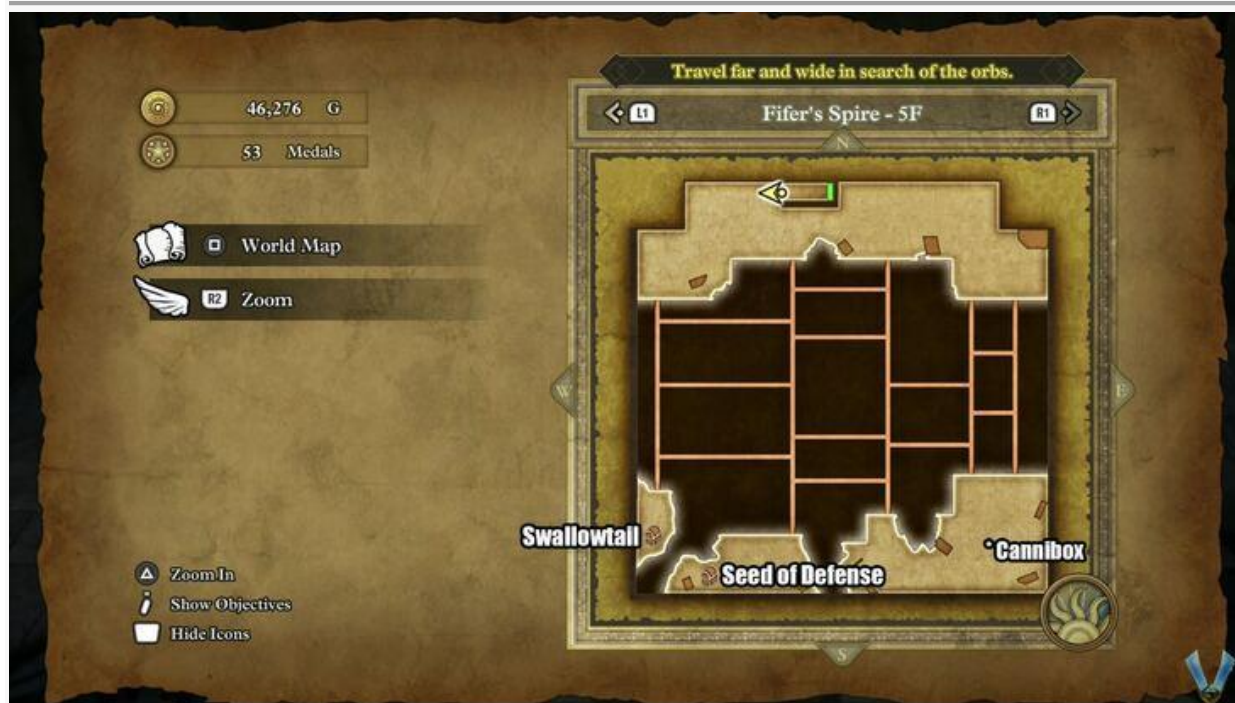 Travel far and wide in search of the orbs.
L1 Fifer's Spire - 5F R1
N
46,276 G
53 Medals
World Map
R2 Zoom
W
E
Swallowtail
Seed of Defense
Cannibox
Zoom In
Show Objectives
Hide Icons
S